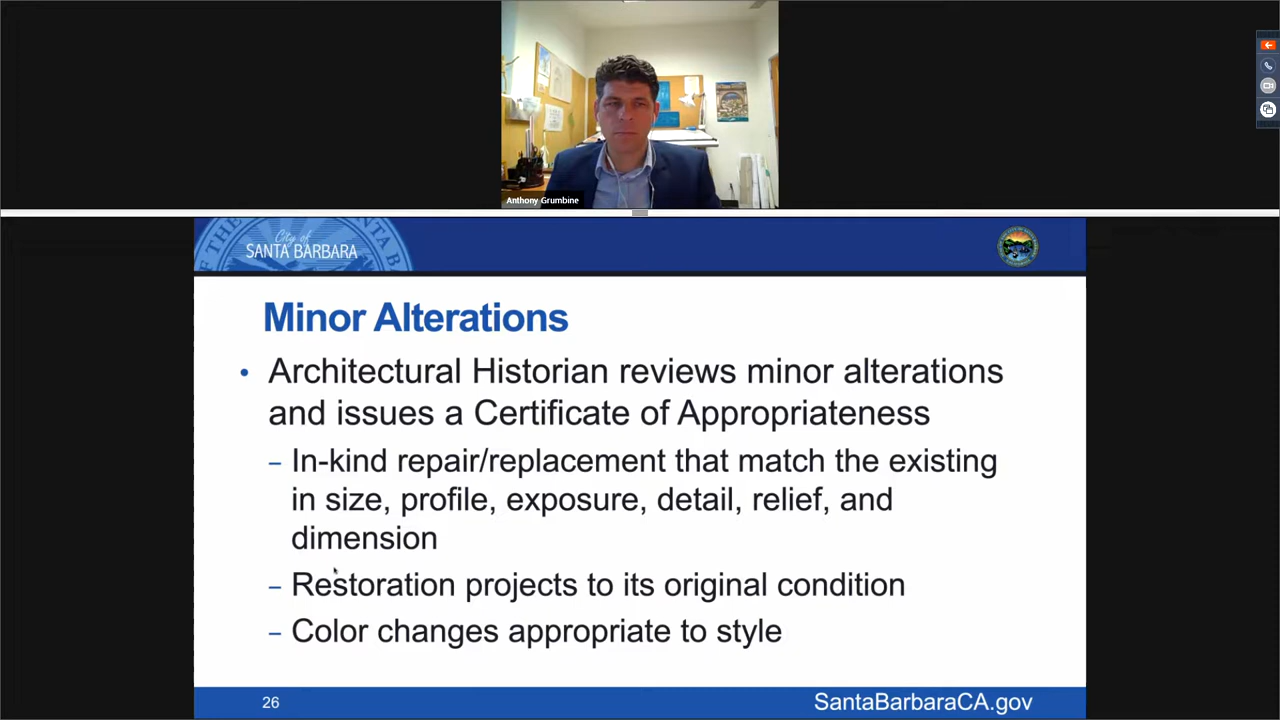 Anthony Grumbine
City of
SANTA BARBARA
Minor Alterations
• Architectural Historian reviews minor alterations
and issues a Certificate of Appropriateness
– In-kind repair/replacement that match the existing
in size, profile, exposure, detail, relief, and
dimension
– Restoration projects to its original condition
– Color changes appropriate to style
26
SantaBarbaraCA.gov